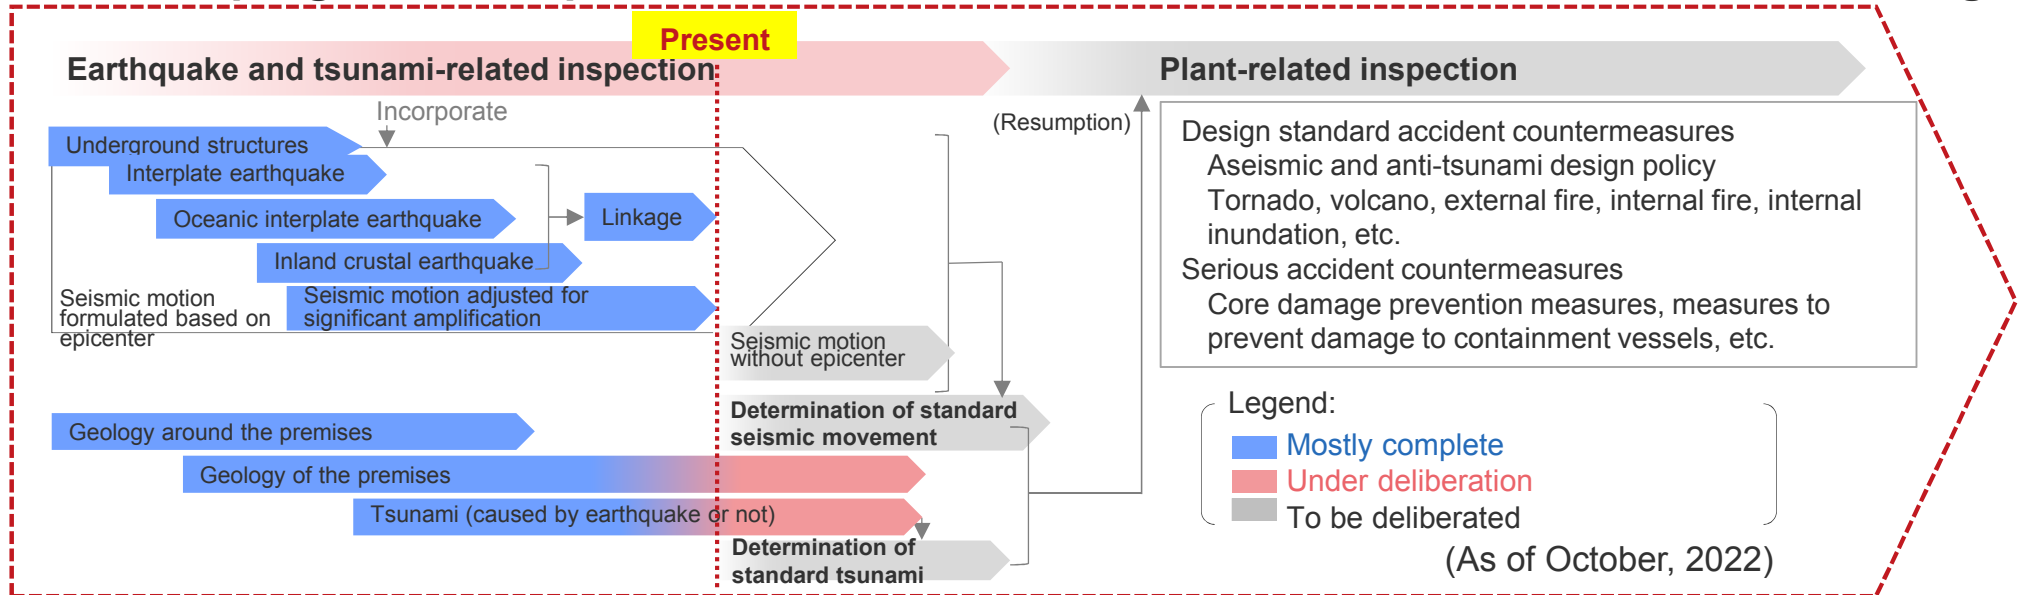 Present
Earthquake and tsunami-related inspection
Plant-related inspection
Incorporate
(Resumption)
Underground structures
Interplate earthquake
Oceanic interplate earthquake
Linkage
Inland crustal earthquake
Seismic motion
formulated based on
epicenter
Seismic motion adjusted for
significant amplification
Seismic motion
without epicenter
Determination of standard
seismic movement
Geology around the premises
Geology of the premises
Tsunami (caused by earthquake or not)
Determination of
standard tsunami
Design standard accident countermeasures
Aseismic and anti-tsunami design policy
Tornado, volcano, external fire, internal fire, internal
inundation, etc.
Serious accident countermeasures
Core damage prevention measures, measures to
prevent damage to containment vessels, etc.
Legend:
Mostly complete
Under deliberation
To be deliberated
(As of October, 2022)